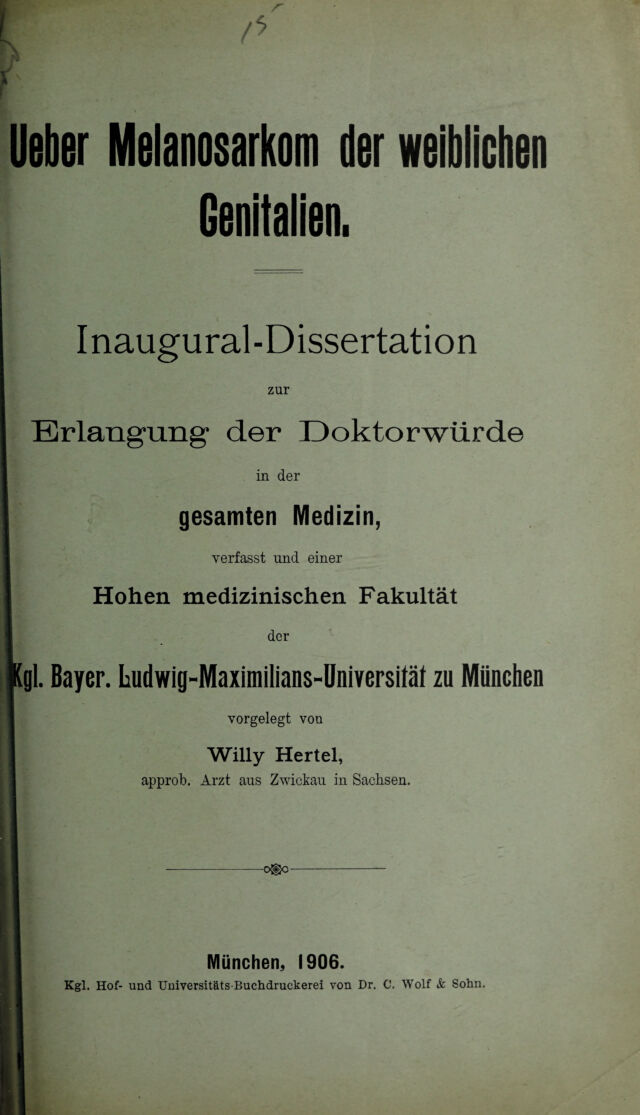 15
Ueber Melanosarkom der weiblichen
Genitalien.
Inaugural-Dissertation
zur
Erlangung der Doktorwürde
in der
gesamten Medizin,
verfasst und einer
Hohen medizinischen Fakultät
der
Kgl. Bayer. Ludwig-Maximilians-Universität zu München
vorgelegt von
Willy Hertel,
approb. Arzt aus Zwickau in Sachsen.
München, 1906.
Kgl. Hof- und Universitäts-Buchdruckerei von Dr. C. Wolf & Sohn.